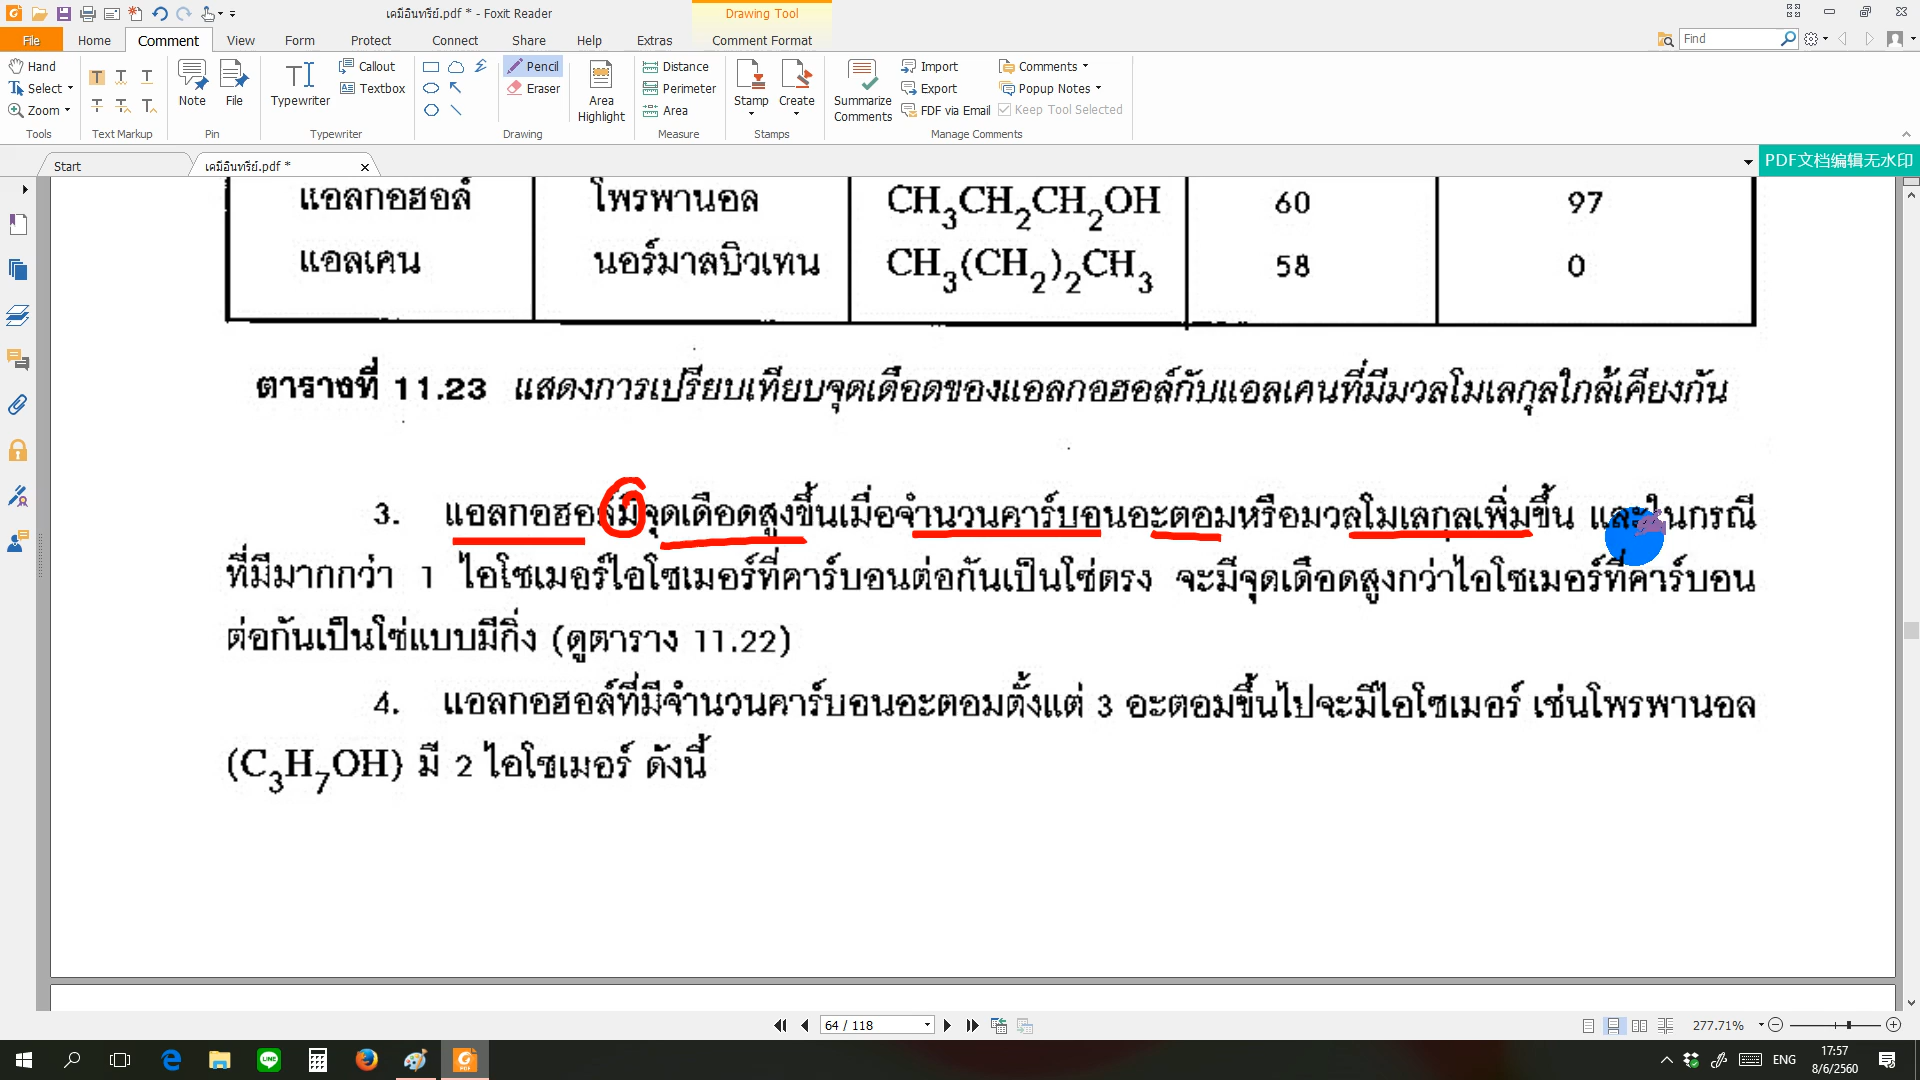 เคมีอินทรีย์.pdf * - Foxit Reader
Drawing Tool
File Home Comment View Form Protect Connect Share Help Extras Comment Format
Find
Hand
Select
Zoom
Tools
Text Markup
Note
File
Pin
Typewriter
Callout
Textbox
Typewriter
Pencil
Eraser
Drawing
Area Highlight
Distance
Perimeter
Area
Measure
Stamp
Create
Stamps
Summarize Comments
Import
Export
FDF via Email
Comments
Popup Notes
Keep Tool Selected
Manage Comments
Start
เคมีอินทรีย์.pdf *
PDF文档编辑无水印
แอลกอฮอล์ โพรพานอล CH3CH2CH2OH 60 97
แอลเคน นอร์มาลบิวเทน CH3(CH2)2CH3 58 0
ตารางที่ 11.23 แสดงการเปรียบเทียบจุดเดือดของแอลกอฮอล์กับแอลเคนที่มีมวลโมเลกุลใกล้เคียงกัน
3. แอลกอฮอล์มีจุดเดือดสูงขึ้นเมื่อจำนวนคาร์บอนอะตอมหรือมวลโมเลกุลเพิ่มขึ้น และในกรณี
ที่มีมากกว่า 1 ไอโซเมอร์ไอโซเมอร์ที่คาร์บอนต่อกันเป็นโซ่ตรง จะมีจุดเดือดสูงกว่าไอโซเมอร์ที่คาร์บอน
ต่อกันเป็นโซ่แบบมีกิ่ง (ดูตาราง 11.22)
4. แอลกอฮอล์ที่มีจำนวนคาร์บอนอะตอมตั้งแต่ 3 อะตอมขึ้นไปจะมีไอโซเมอร์ เช่นโพรพานอล
(C3H7OH) มี 2 ไอโซเมอร์ ดังนี้
64 / 118
277.71%
ENG
17:57
8/6/2560